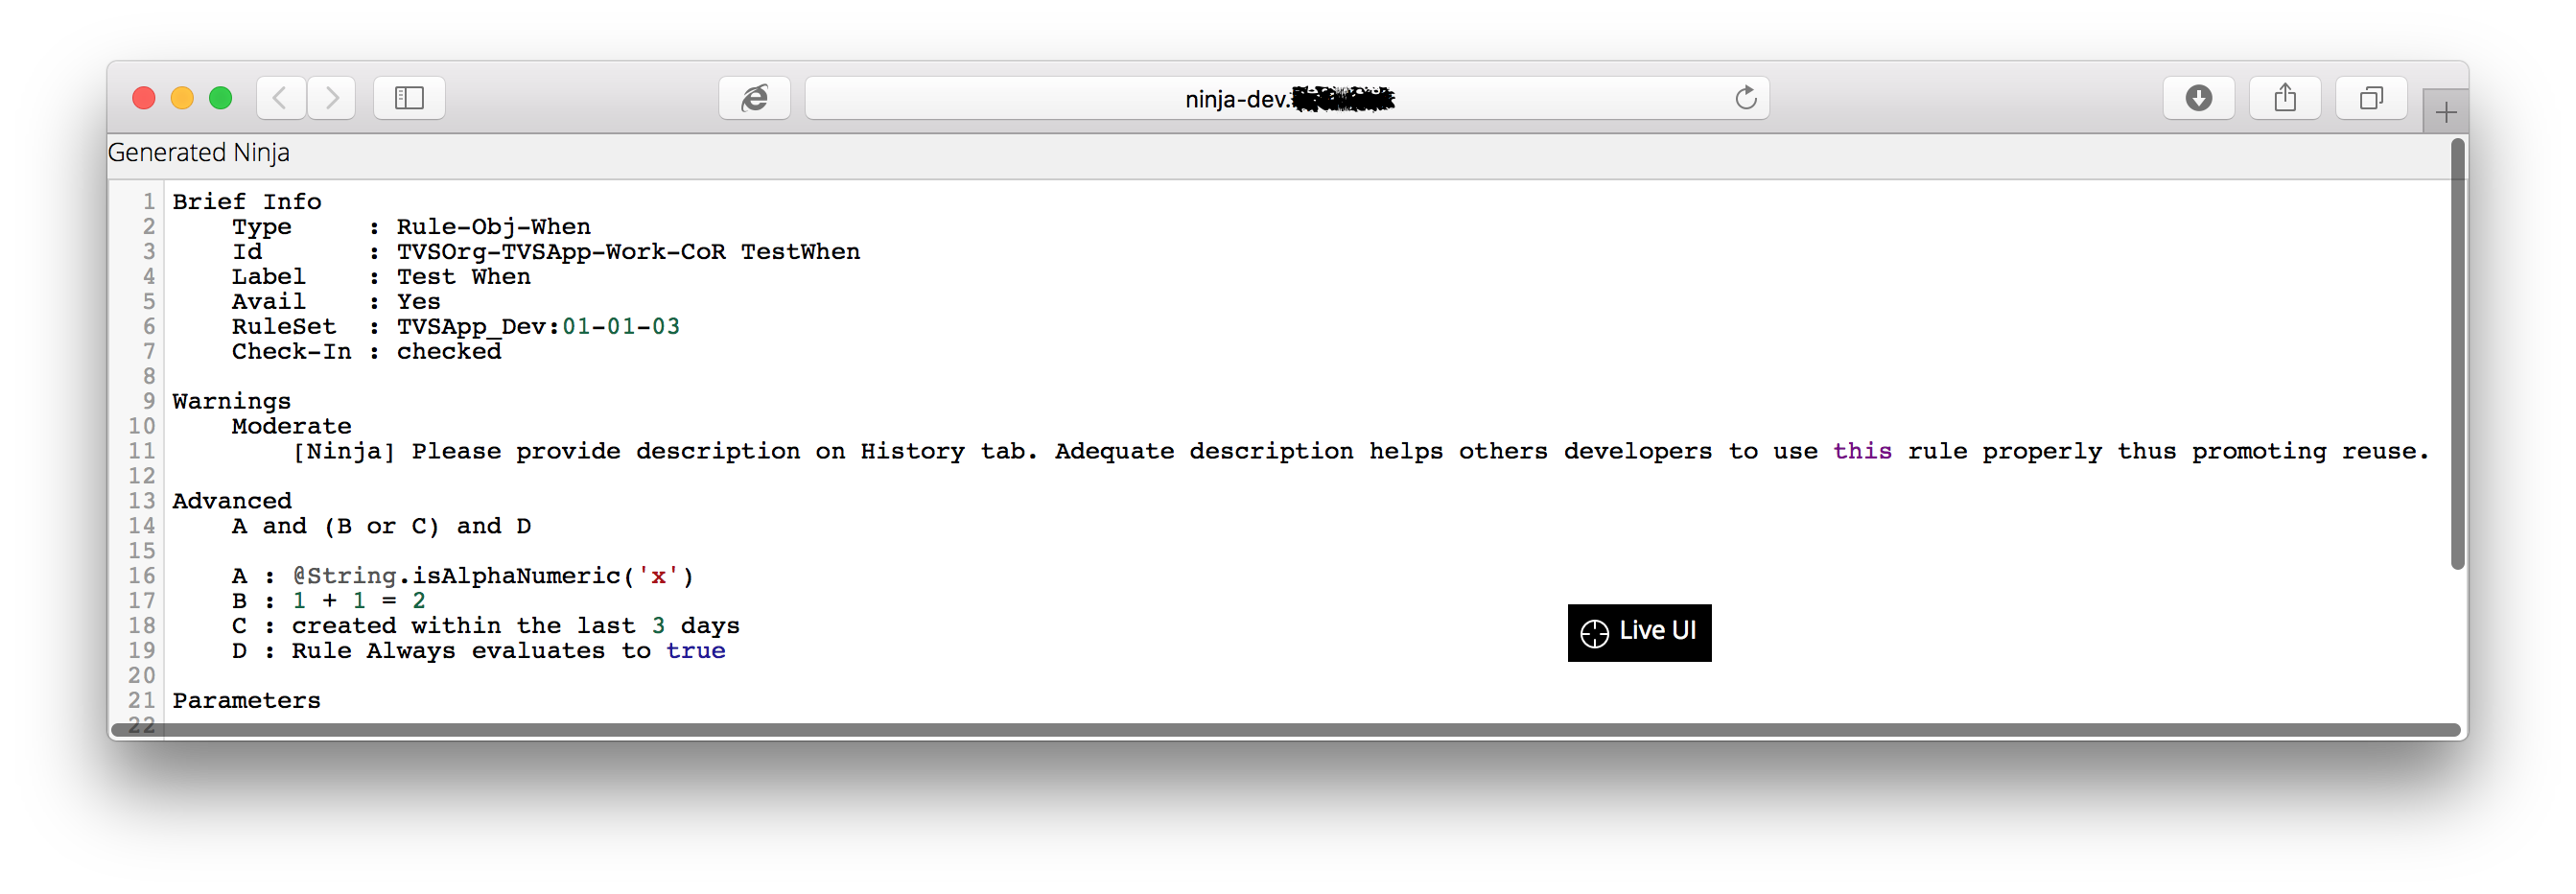 ninja-dev.
Generated Ninja
1 Brief Info
2     Type     : Rule-Obj-When
3     Id       : TVSOrg-TVSApp-Work-CoR TestWhen
4     Label    : Test When
5     Avail    : Yes
6     RuleSet  : TVSApp_Dev:01-01-03
7     Check-In : checked
8
9 Warnings
10     Moderate
11         [Ninja] Please provide description on History tab. Adequate description helps others developers to use this rule properly thus promoting reuse.
12
13 Advanced
14     A and (B or C) and D
15
16     A : @String.isAlphaNumeric('x')
17     B : 1 + 1 = 2
18     C : created within the last 3 days
19     D : Rule Always evaluates to true
20
21 Parameters
22
Live UI